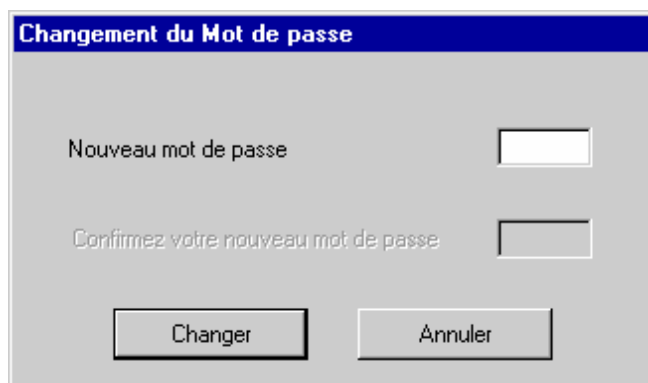 Changement du Mot de passe
Nouveau mot de passe
Confirmez votre nouveau mot de passe
Changer
Annuler